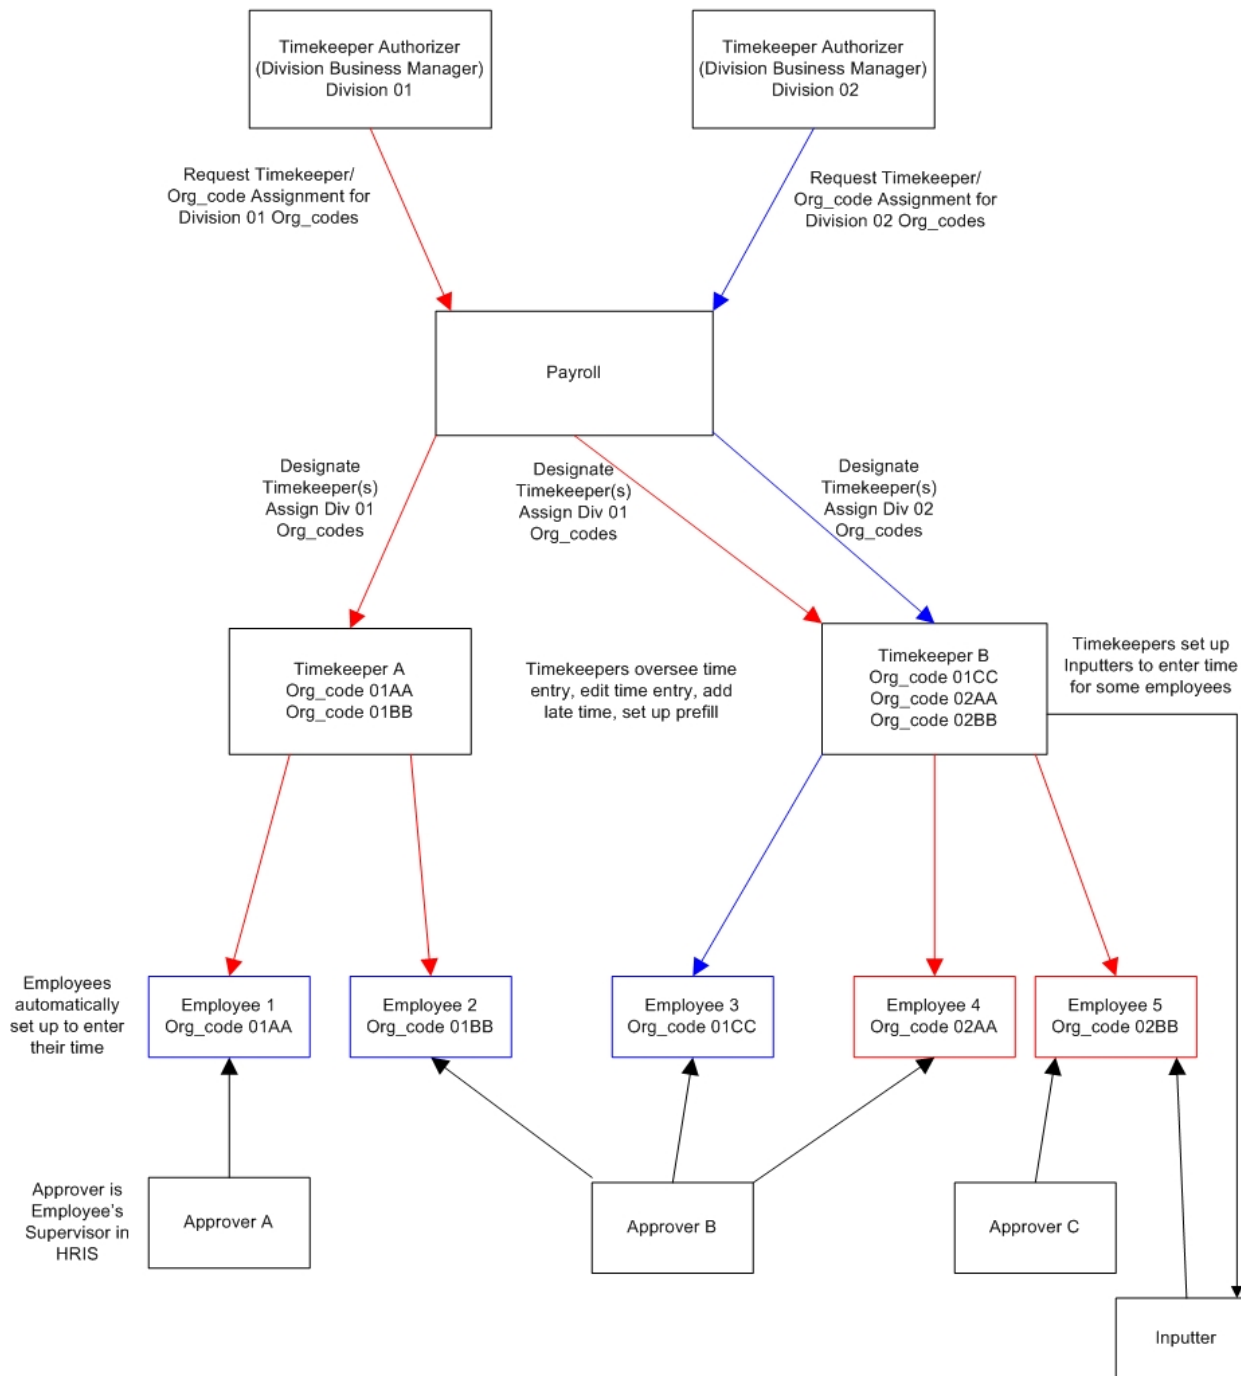 Timekeeper Authorizer
(Division Business Manager)
Division 01
Timekeeper Authorizer
(Division Business Manager)
Division 02
Request Timekeeper/
Org_code Assignment for
Division 01 Org_codes
Request Timekeeper/
Org_code Assignment for
Division 02 Org_codes
Payroll
Designate
Timekeeper(s)
Assign Div 01
Org_codes
Designate
Timekeeper(s)
Assign Div 01
Org_codes
Designate
Timekeeper(s)
Assign Div 02
Org_codes
Timekeeper A
Org_code 01AA
Org_code 01BB
Timekeepers oversee time
entry, edit time entry, add
late time, set up prefill
Timekeeper B
Org_code 01CC
Org_code 02AA
Org_code 02BB
Timekeepers set up
Inputters to enter time
for some employees
Employees
automatically
set up to enter
their time
Employee 1
Org_code 01AA
Employee 2
Org_code 01BB
Employee 3
Org_code 01CC
Employee 4
Org_code 02AA
Employee 5
Org_code 02BB
Approver is
Employee's
Supervisor in
HRIS
Approver A
Approver B
Approver C
Inputter